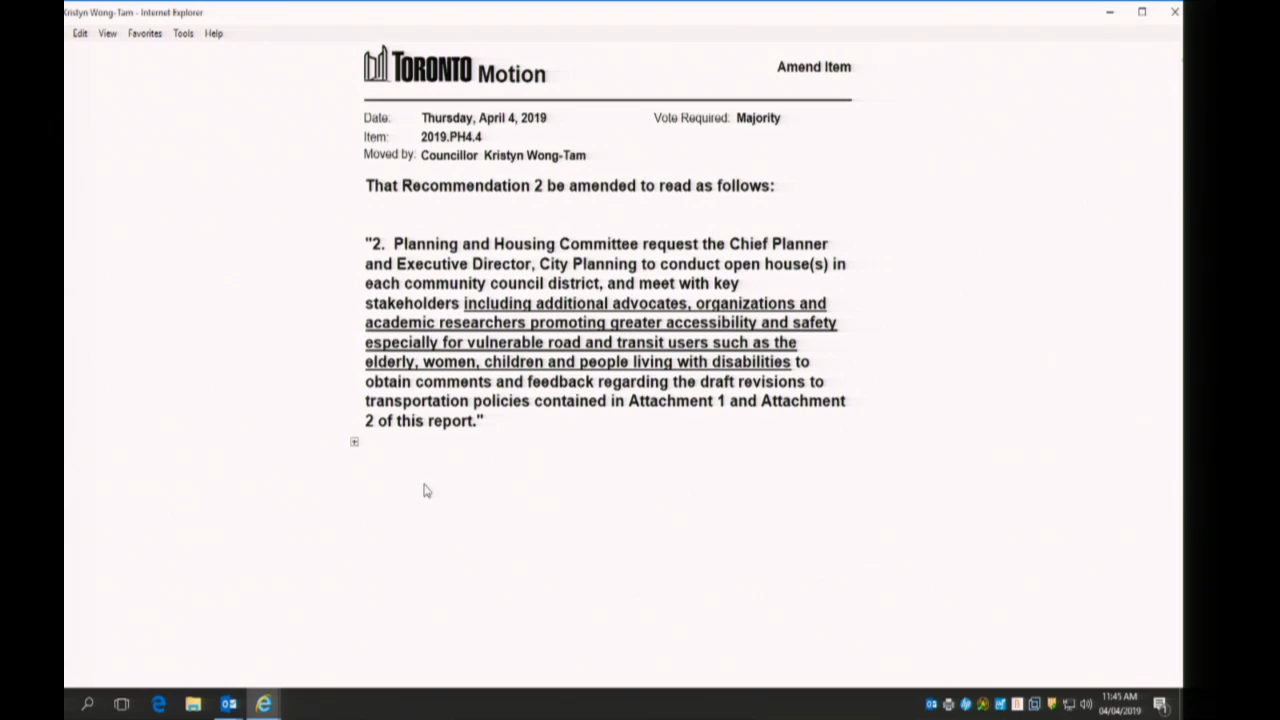 Kristyn Wong-Tam - Internet Explorer
Edit View Favorites Tools Help
TORONTO Motion
Amend Item
Date: Thursday, April 4, 2019
Vote Required: Majority
Item: 2019.PH4.4
Moved by: Councillor Kristyn Wong-Tam
That Recommendation 2 be amended to read as follows:
"2. Planning and Housing Committee request the Chief Planner
and Executive Director, City Planning to conduct open house(s) in
each community council district, and meet with key
stakeholders including additional advocates, organizations and
academic researchers promoting greater accessibility and safety
especially for vulnerable road and transit users such as the
elderly, women, children and people living with disabilities to
obtain comments and feedback regarding the draft revisions to
transportation policies contained in Attachment 1 and Attachment
2 of this report."
11:45 AM
04/04/2019